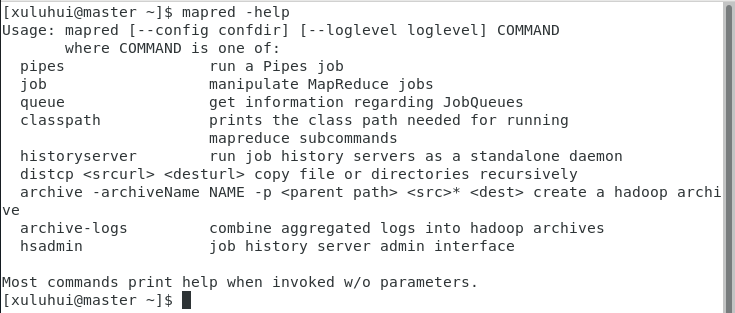 [xuluhui@master ~]$ mapred -help
Usage: mapred [--config confdir] [--loglevel loglevel] COMMAND
       where COMMAND is one of:
  pipes                run a Pipes job
  job                  manipulate MapReduce jobs
  queue                get information regarding JobQueues
  classpath            prints the class path needed for running
                       mapreduce subcommands
  historyserver        run job history servers as a standalone daemon
  distcp <srcurl> <desturl> copy file or directories recursively
  archive -archiveName NAME -p <parent path> <src>* <dest> create a hadoop archi
ve
  archive-logs         combine aggregated logs into hadoop archives
  hsadmin              job history server admin interface

Most commands print help when invoked w/o parameters.
[xuluhui@master ~]$